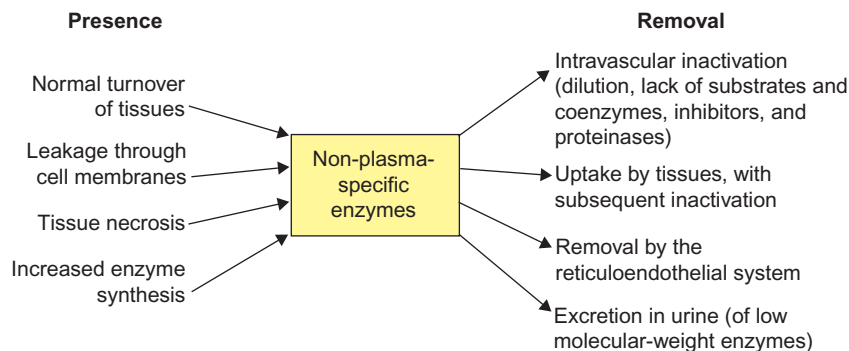 Presence
Normal turnover
of tissues
Leakage through
cell membranes
Tissue necrosis
Increased enzyme
synthesis
Non-plasma-
specific
enzymes
Removal
Intravascular inactivation
(dilution, lack of substrates and
coenzymes, inhibitors, and
proteinases)
Uptake by tissues, with
subsequent inactivation
Removal by the
reticuloendothelial system
Excretion in urine (of low
molecular-weight enzymes)